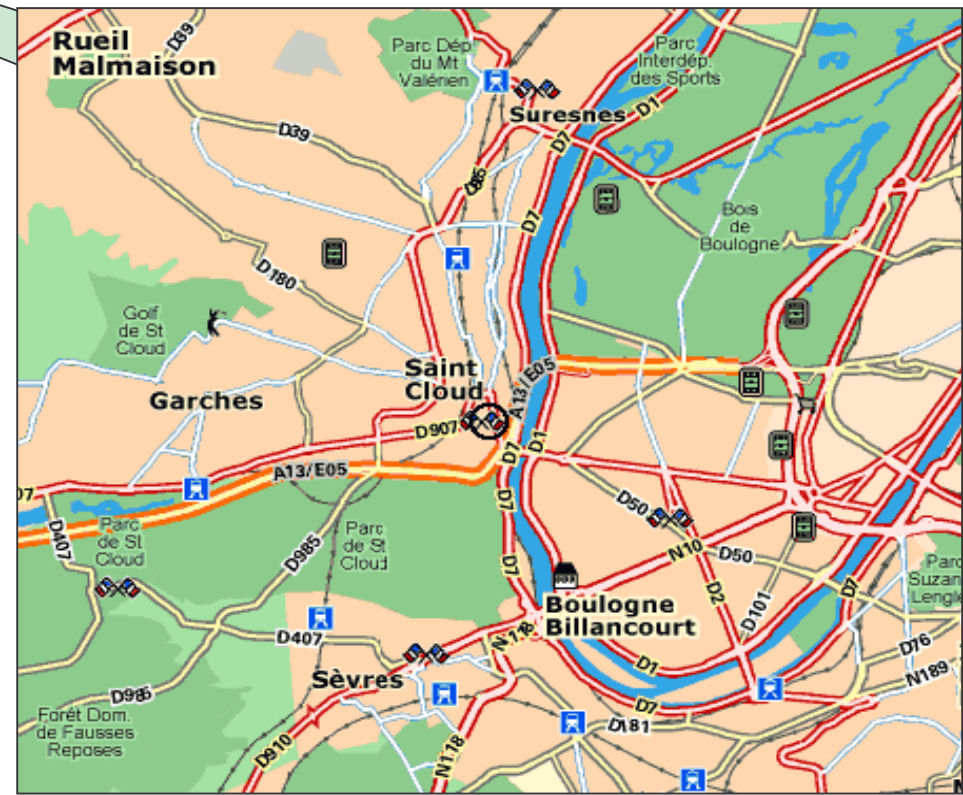 Rueil
Malmaison
D39
Parc Dép
du Mt
Valérien
Parc
Interdép.
des Sports
Suresnes
D1
D39
D7
D7
Bois
de
Boulogne
D180
Golf
de St
Cloud
Saint
Cloud
A13/E05
Garches
D907
D7
D1
A13/E05
D7
D50
D407
Parc
de St
Cloud
D985
Parc
de St
Cloud
N10
D50
D7
D2
D101
D7
Parc
Suzan
Lengle
Boulogne
Billancourt
N118
D407
D1
D76
N189
Sèvres
D985
D7
D181
Forêt Dom.
de Fausses
Reposes
D910
N118